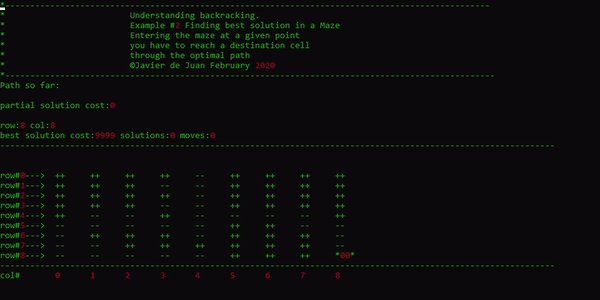 *-----------------------------------------------------------------------------------------------
* Understanding backracking.
* Example #2 Finding best solution in a Maze
* Entering the maze at a given point
* you have to reach a destination cell
* through the optimal path
* ©Javier de Juan February 2020
*-----------------------------------------------------------------------------------------------
Path so far:
partial solution cost:0
row:8 col:8
best solution cost:9999 solutions:0 moves:0
---------------------------------------------------------------------------------------------------------------
row#0---> ++ ++ ++ ++ -- ++ ++ ++ ++
row#1---> ++ ++ ++ -- -- ++ ++ ++ ++
row#2---> ++ ++ ++ ++ -- ++ ++ ++ ++
row#3---> ++ ++ ++ -- -- ++ ++ ++ ++
row#4---> ++ -- -- ++ -- -- -- -- ++
row#5---> -- -- -- -- -- ++ ++ -- --
row#6---> -- ++ ++ ++ -- ++ ++ ++ --
row#7---> -- -- ++ ++ ++ ++ ++ ++ --
row#8---> -- -- -- -- -- ++ ++ ++ *00*
---------------------------------------------------------------------------------------------------------------
col# 0 1 2 3 4 5 6 7 8